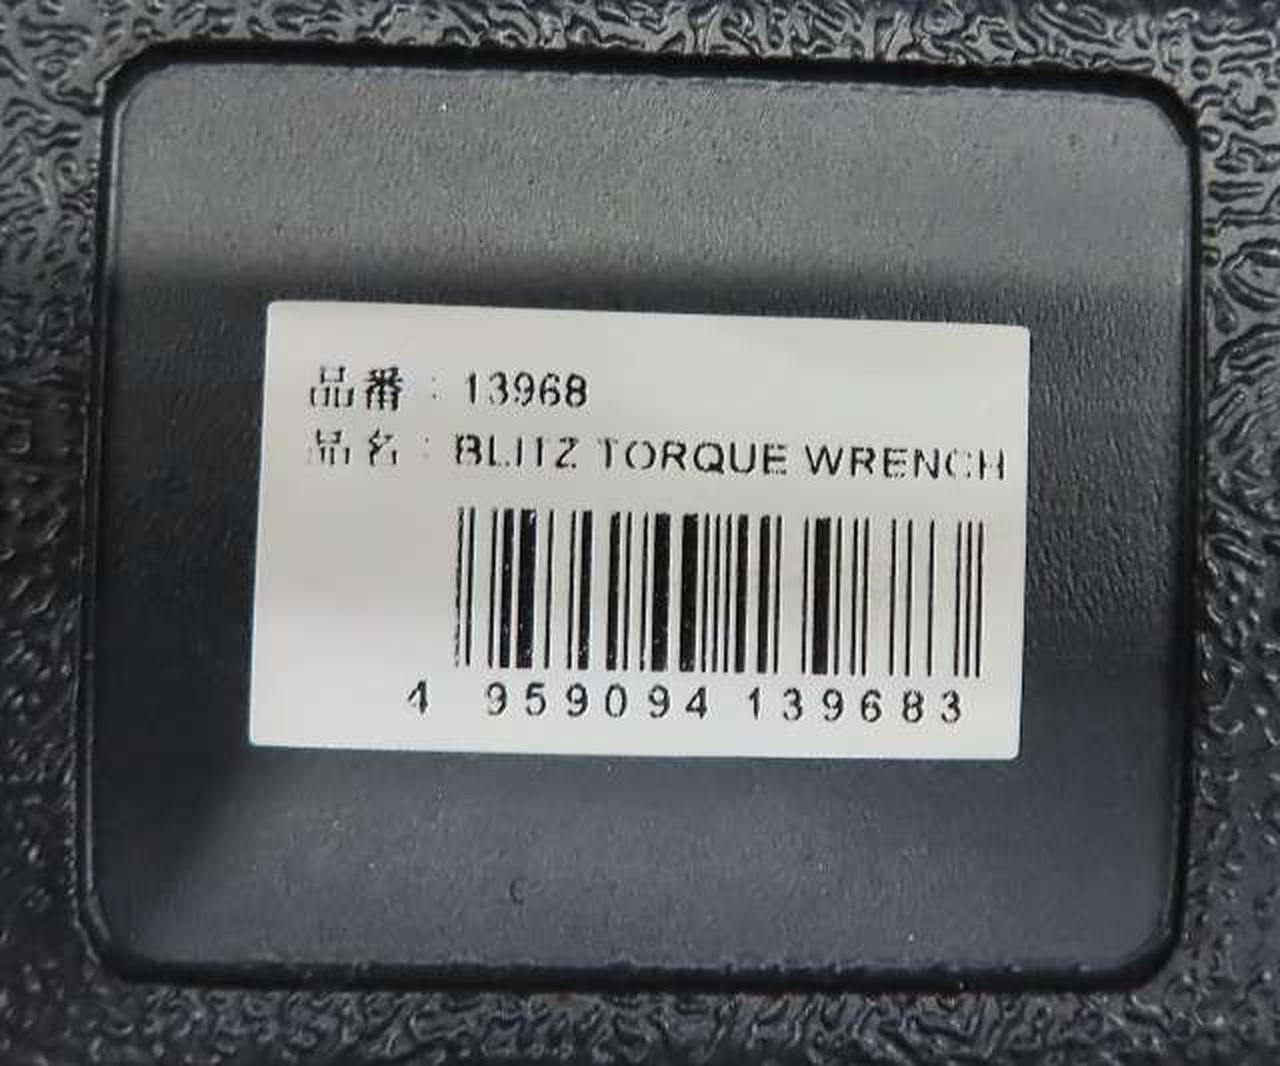 品番 : 13968
品名 : BLITZ TORQUE WRENCH
4 959094 139683